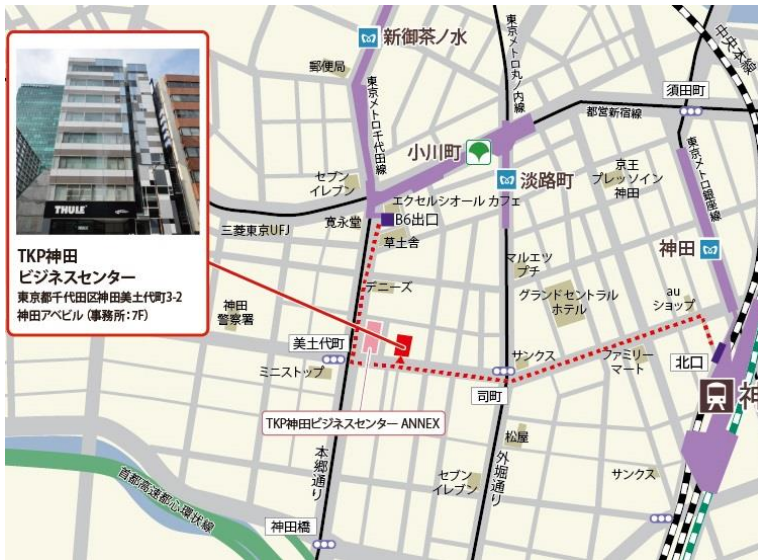 新御茶ノ水
郵便局
東京メトロ千代田線
東京メトロ丸ノ内線
中央本線
須田町
都営新宿線
東京メトロ銀座線
小川町
淡路町
京王
プレッソイン
神田
セブン
イレブン
エクセルシオール カフェ
B6出口
寛永堂
草土舎
三菱東京UFJ
THULE
TKP神田
ビジネスセンター
東京都千代田区神田美土代町3-2
神田アベビル (事務所:7F)
デニーズ
マルエツ
プチ
神田
au
ショップ
グランドセントラル
ホテル
神田
警察署
美土代町
ミニストップ
サンクス
ファミリー
マート
北口
司町
神
TKP神田ビジネスセンター ANNEX
松屋
本郷通り
外堀通り
セブン
イレブン
サンクス
首都高速都心環状線
神田橋